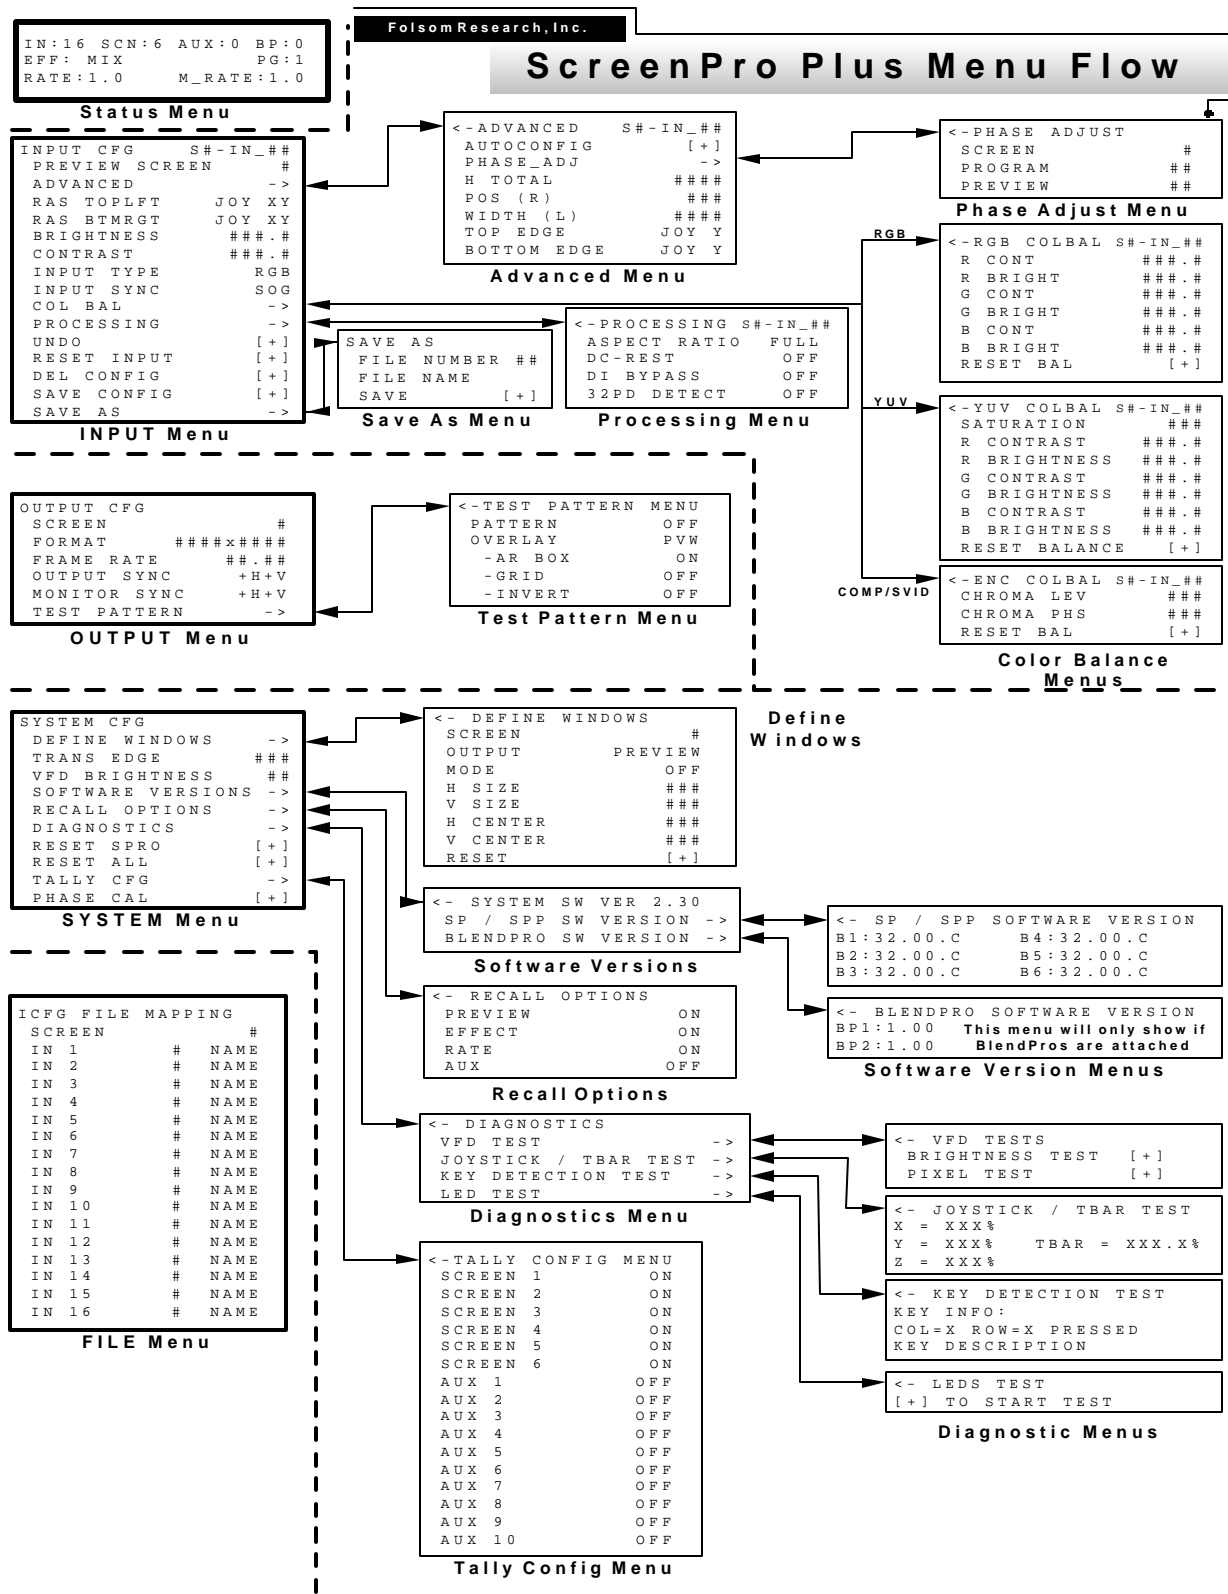 Folsom Research, Inc.
ScreenPro Plus Menu Flow
IN:16 SCN:6 AUX:0 BP:0
EFF: MIX PG:1
RATE:1.0 M_RATE:1.0
Status Menu
INPUT CFG S#-IN_##
PREVIEW SCREEN #
ADVANCED ->
RAS TOPLFT JOY XY
RAS BTMRGT JOY XY
BRIGHTNESS ###.#
CONTRAST ###.#
INPUT TYPE RGB
INPUT SYNC SOG
COL BAL ->
PROCESSING ->
UNDO [+]
RESET INPUT [+]
DEL CONFIG [+]
SAVE CONFIG [+]
SAVE AS ->
INPUT Menu
<-ADVANCED S#-IN_##
AUTOCONFIG [+]
PHASE_ADJ ->
H TOTAL ####
POS (R) ###
WIDTH (L) ####
TOP EDGE JOY Y
BOTTOM EDGE JOY Y
Advanced Menu
<-PHASE ADJUST
SCREEN #
PROGRAM ##
PREVIEW ##
Phase Adjust Menu
SAVE AS
FILE NUMBER ##
FILE NAME
SAVE [+]
Save As Menu
<-PROCESSING S#-IN_##
ASPECT RATIO FULL
DC-REST OFF
DI BYPASS OFF
32PD DETECT OFF
Processing Menu
RGB
<-RGB COLBAL S#-IN_##
R CONT ###.#
R BRIGHT ###.#
G CONT ###.#
G BRIGHT ###.#
B CONT ###.#
B BRIGHT ###.#
RESET BAL [+]
YUV
<-YUV COLBAL S#-IN_##
SATURATION ###
R CONTRAST ###.#
R BRIGHTNESS ###.#
G CONTRAST ###.#
G BRIGHTNESS ###.#
B CONTRAST ###.#
B BRIGHTNESS ###.#
RESET BALANCE [+]
COMP/SVID
<-ENC COLBAL S#-IN_##
CHROMA LEV ###
CHROMA PHS ###
RESET BAL [+]
Color Balance
Menus
OUTPUT CFG
SCREEN #
FORMAT ####x####
FRAME RATE ##.##
OUTPUT SYNC +H+V
MONITOR SYNC +H+V
TEST PATTERN ->
OUTPUT Menu
<-TEST PATTERN MENU
PATTERN OFF
OVERLAY PVW
-AR BOX ON
-GRID OFF
-INVERT OFF
Test Pattern Menu
SYSTEM CFG
DEFINE WINDOWS ->
TRANS EDGE ###
VFD BRIGHTNESS ##
SOFTWARE VERSIONS ->
RECALL OPTIONS ->
DIAGNOSTICS ->
RESET SPRO [+]
RESET ALL [+]
TALLY CFG ->
PHASE CAL [+]
SYSTEM Menu
<- DEFINE WINDOWS
SCREEN #
OUTPUT PREVIEW
MODE OFF
H SIZE ###
V SIZE ###
H CENTER ###
V CENTER ###
RESET [+]
Define
Windows
<- SYSTEM SW VER 2.30
SP / SPP SW VERSION ->
BLENDPRO SW VERSION ->
Software Versions
<- SP / SPP SOFTWARE VERSION
B1:32.00.C B4:32.00.C
B2:32.00.C B5:32.00.C
B3:32.00.C B6:32.00.C
<- BLENDPRO SOFTWARE VERSION
BP1:1.00 This menu will only show if
BP2:1.00 BlendPros are attached
Software Version Menus
<- RECALL OPTIONS
PREVIEW ON
EFFECT ON
RATE ON
AUX OFF
Recall Options
<- DIAGNOSTICS
VFD TEST ->
JOYSTICK / TBAR TEST ->
KEY DETECTION TEST ->
LED TEST ->
Diagnostics Menu
<- VFD TESTS
BRIGHTNESS TEST [+]
PIXEL TEST [+]
<- JOYSTICK / TBAR TEST
X = XXX%
Y = XXX% TBAR = XXX.X%
Z = XXX%
<- KEY DETECTION TEST
KEY INFO:
COL=X ROW=X PRESSED
KEY DESCRIPTION
<- LEDS TEST
[+] TO START TEST
Diagnostic Menus
ICFG FILE MAPPING
SCREEN #
IN 1 # NAME
IN 2 # NAME
IN 3 # NAME
IN 4 # NAME
IN 5 # NAME
IN 6 # NAME
IN 7 # NAME
IN 8 # NAME
IN 9 # NAME
IN 10 # NAME
IN 11 # NAME
IN 12 # NAME
IN 13 # NAME
IN 14 # NAME
IN 15 # NAME
IN 16 # NAME
FILE Menu
<-TALLY CONFIG MENU
SCREEN 1 ON
SCREEN 2 ON
SCREEN 3 ON
SCREEN 4 ON
SCREEN 5 ON
SCREEN 6 ON
AUX 1 OFF
AUX 2 OFF
AUX 3 OFF
AUX 4 OFF
AUX 5 OFF
AUX 6 OFF
AUX 7 OFF
AUX 8 OFF
AUX 9 OFF
AUX 10 OFF
Tally Config Menu